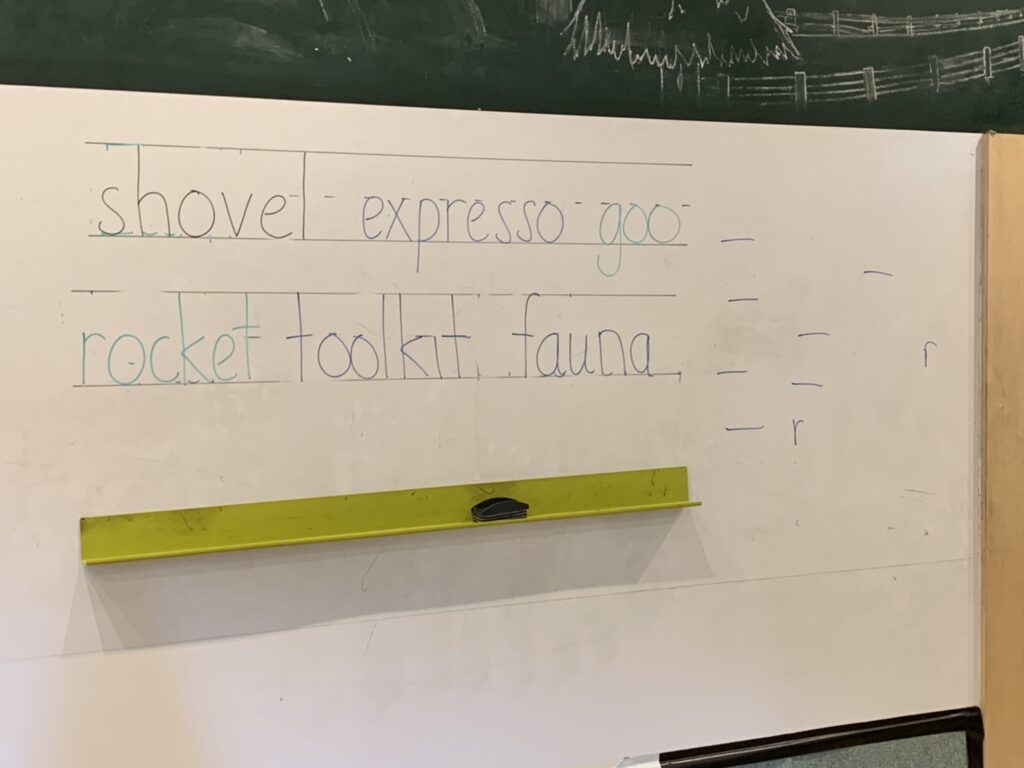 shovel expresso goo
rocket toolkit fauna
r
r